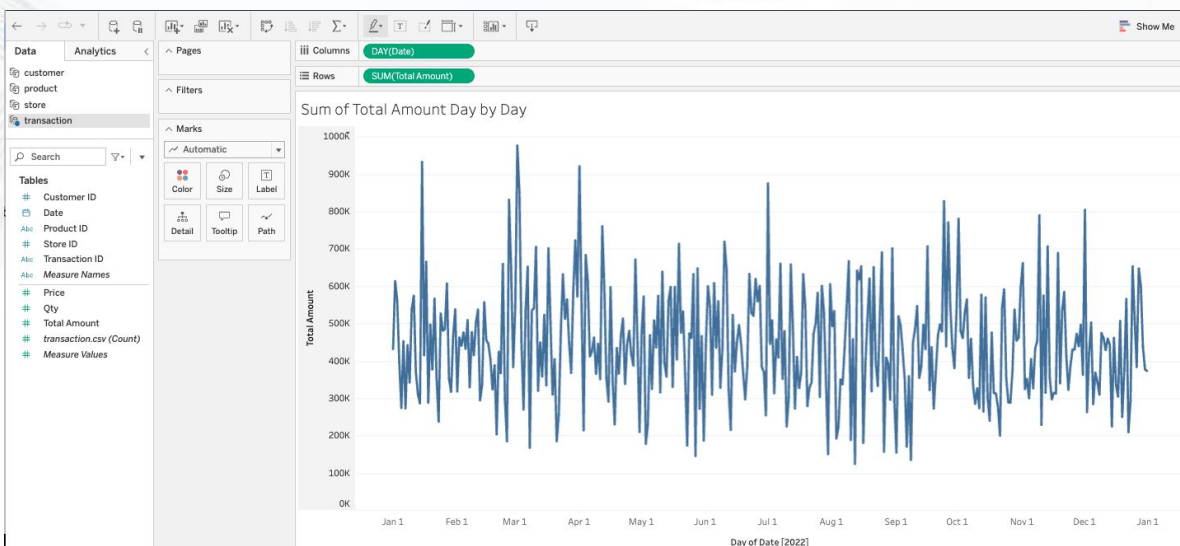 Show Me
Data Analytics
customer
product
store
transaction
Search
Tables
Customer ID
Date
Abc Product ID
Store ID
Abc Transaction ID
Abc Measure Names
Price
Qty
Total Amount
transaction.csv (Count)
Measure Values
Pages
Filters
Marks
Automatic
Color Size Label
Detail Tooltip Path
Columns DAY(Date)
Rows SUM(Total Amount)
Sum of Total Amount Day by Day
1000K
900K
800K
700K
600K
500K
400K
300K
200K
100K
0K
Total Amount
Jan 1 Feb 1 Mar 1 Apr 1 May 1 Jun 1 Jul 1 Aug 1 Sep 1 Oct 1 Nov 1 Dec 1 Jan 1
Day of Date [2022]